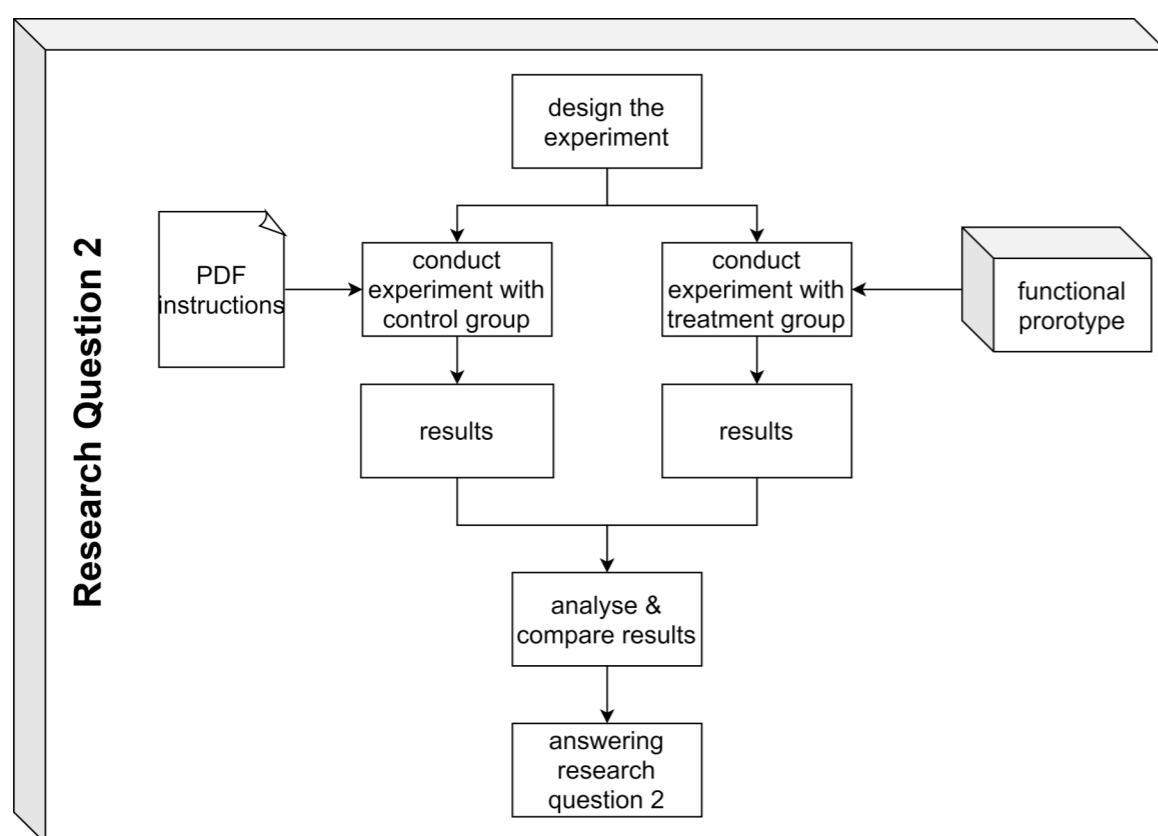 Research Question 2
design the
experiment
PDF
instructions
conduct
experiment with
control group
conduct
experiment with
treatment group
functional
prorotype
results
results
analyse &
compare results
answering
research
question 2